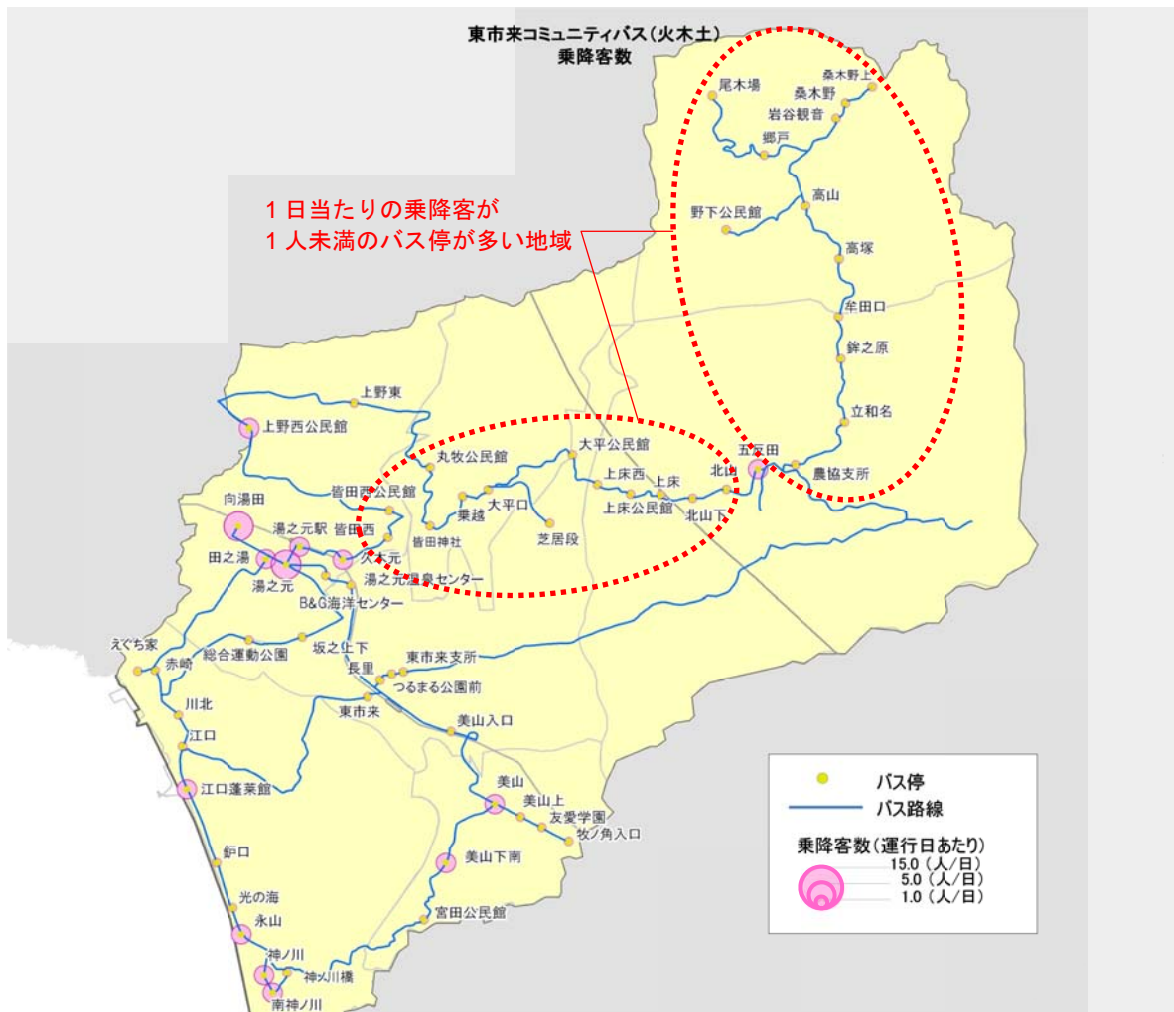 東市来コミュニティバス(火木土)
乗降客数
1日当たりの乗降客が
1人未満のバス停が多い地域
尾木場
桑木野上
桑木野
岩谷観音
郷戸
高山
野下公民館
高塚
牟田口
鉾之原
立和名
五反田
農協支所
上野東
上野西公民館
丸牧公民館
大平公民館
上床西
上床
北山
皆田西公民館
乗越
大平口
上床公民館
北山下
向湯田
湯之元駅
皆田西
皆田神社
芝居段
田之湯
久木元
湯之元
湯之元温泉センター
B&G海洋センター
えぐち家
赤崎
総合運動公園
坂之上下
長里
東市来支所
つるまる公園前
川北
東市来
江口
美山入口
江口蓬莱館
美山
美山上
友愛学園
牧ノ角入口
鈩口
美山下南
光の海
永山
宮田公民館
神ノ川
神ノ川橋
南神ノ川
バス停
バス路線
乗降客数(運行日あたり)
15.0 (人/日)
5.0 (人/日)
1.0 (人/日)